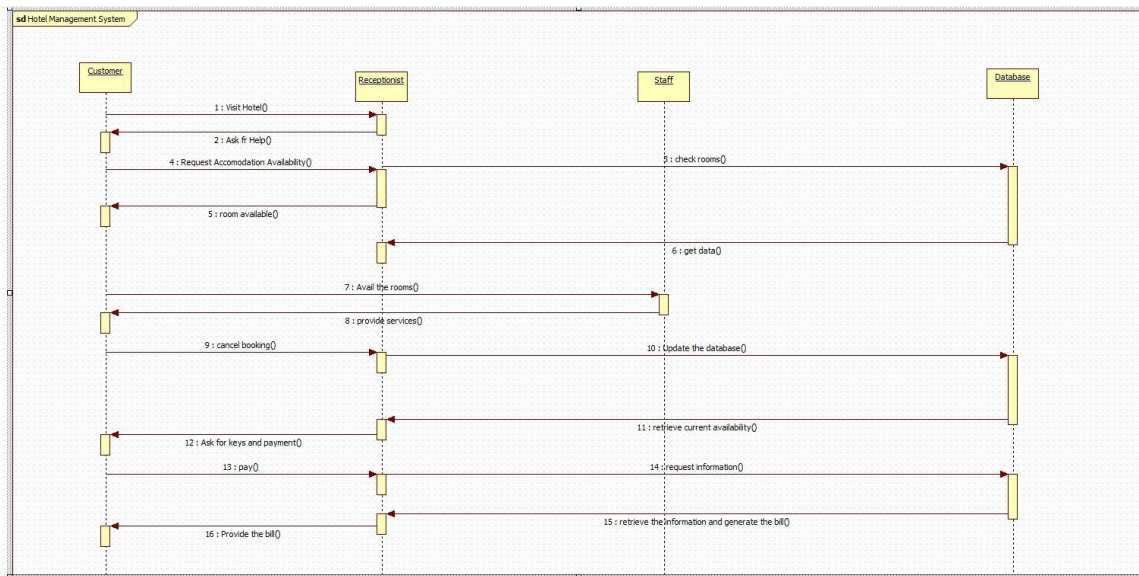 sd Hotel Management System
Customer
Receptionist
Staff
Database
1 : Visit Hotel()
2 : Ask fr Help()
4 : Request Accomodation Availability()
3 : check rooms()
5 : room available()
6 : get data()
7 : Avail the rooms()
8 : provide services()
9 : cancel booking()
10 : Update the database()
11 : retrieve current availability()
12 : Ask for keys and payment()
13 : pay()
14 : request information()
15 : retrieve the information and generate the bill()
16 : Provide the bill()